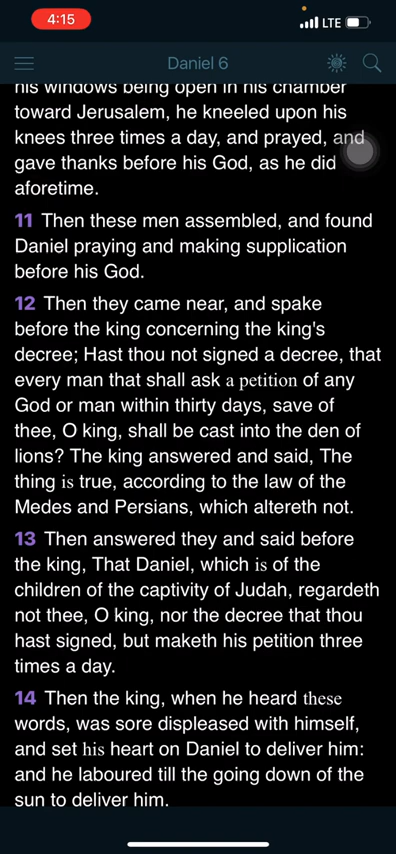 4:15 LTE
Daniel 6
his windows being open in his chamber
toward Jerusalem, he kneeled upon his
knees three times a day, and prayed, and
gave thanks before his God, as he did
aforetime.
11 Then these men assembled, and found
Daniel praying and making supplication
before his God.
12 Then they came near, and spake
before the king concerning the king's
decree; Hast thou not signed a decree, that
every man that shall ask a petition of any
God or man within thirty days, save of
thee, O king, shall be cast into the den of
lions? The king answered and said, The
thing is true, according to the law of the
Medes and Persians, which altereth not.
13 Then answered they and said before
the king, That Daniel, which is of the
children of the captivity of Judah, regardeth
not thee, O king, nor the decree that thou
hast signed, but maketh his petition three
times a day.
14 Then the king, when he heard these
words, was sore displeased with himself,
and set his heart on Daniel to deliver him:
and he laboured till the going down of the
sun to deliver him.